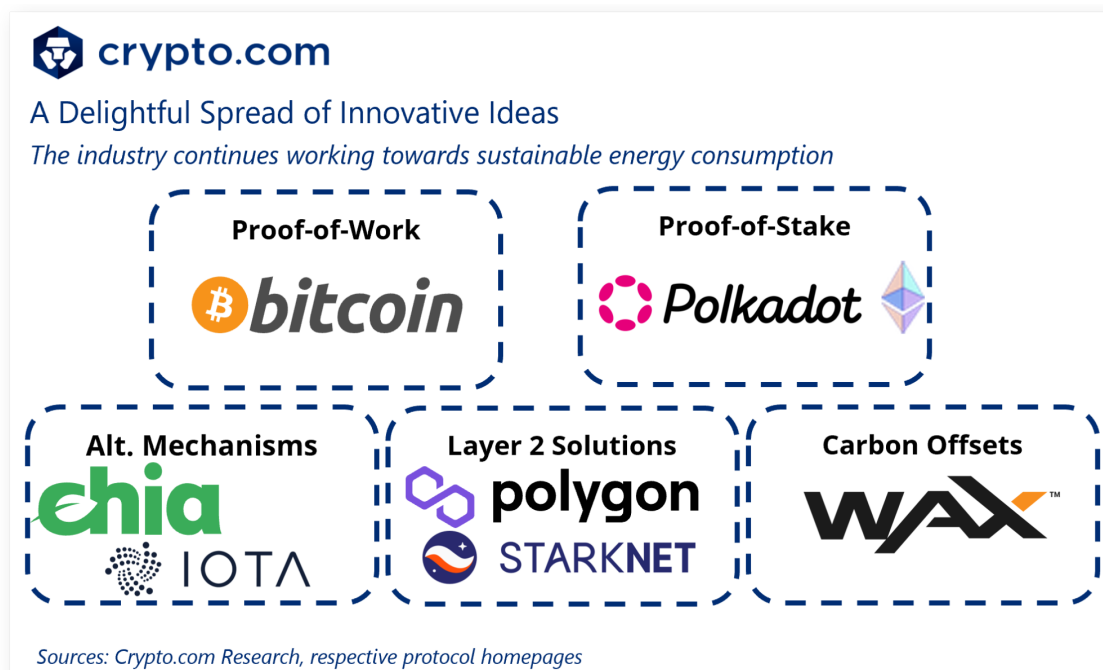 crypto.com
A Delightful Spread of Innovative Ideas
The industry continues working towards sustainable energy consumption
Proof-of-Work
bitcoin
Proof-of-Stake
Polkadot
Alt. Mechanisms
chia
IOTA
Layer 2 Solutions
polygon
STARKNET
Carbon Offsets
WAX™
Sources: Crypto.com Research, respective protocol homepages